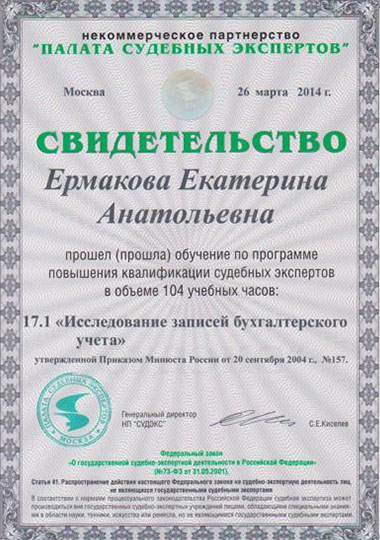 некоммерческое партнерство
"ПАЛАТА СУДЕБНЫХ ЭКСПЕРТОВ"
Москва 26 марта 2014 г.
СВИДЕТЕЛЬСТВО
Ермакова Екатерина
Анатольевна
прошел (прошла) обучение по программе
повышения квалификации судебных экспертов
в объеме 104 учебных часов:
17.1 «Исследование записей бухгалтерского
учета»
утвержденной Приказом Минюста России от 20 сентября 2004 г., №157.
ПАЛАТА СУДЕБНЫХ ЭКСПЕРТОВ
МОСКВА
Генеральный директор
НП "СУДЭКС"
С.Е.Киселев
Федеральный закон
«О государственной судебно-экспертной деятельности в Российской Федерации»
(№73-ФЗ от 31.05.2001).
Статья 41. Распространение действия настоящего Федерального закона на судебно-экспертную деятельность лиц,
не являющихся государственными судебными экспертами
В соответствии с нормами процессуального законодательства Российской Федерации судебная экспертиза может
производиться вне государственных судебно-экспертных учреждений лицами, обладающими специальными знания-
ми в области науки, техники, искусства или ремесла, но не являющимися государственными судебными экспертами.